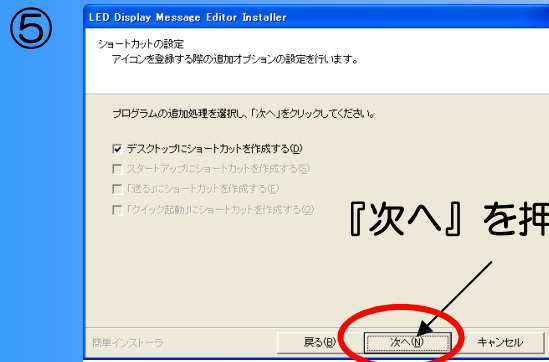 ⑤
LED Display Message Editor Installer
ショートカットの設定
アイコンを登録する際の追加オプションの設定を行います。
プログラムの追加処理を選択し、「次へ」をクリックしてください。
デスクトップにショートカットを作成する(D)
スタートアップにショートカットを作成する(S)
「送る」にショートカットを作成する(E)
「クイック起動」にショートカットを作成する(Q)
『次へ』を押
簡単インストーラ
戻る(B)
次へ(N)
キャンセル